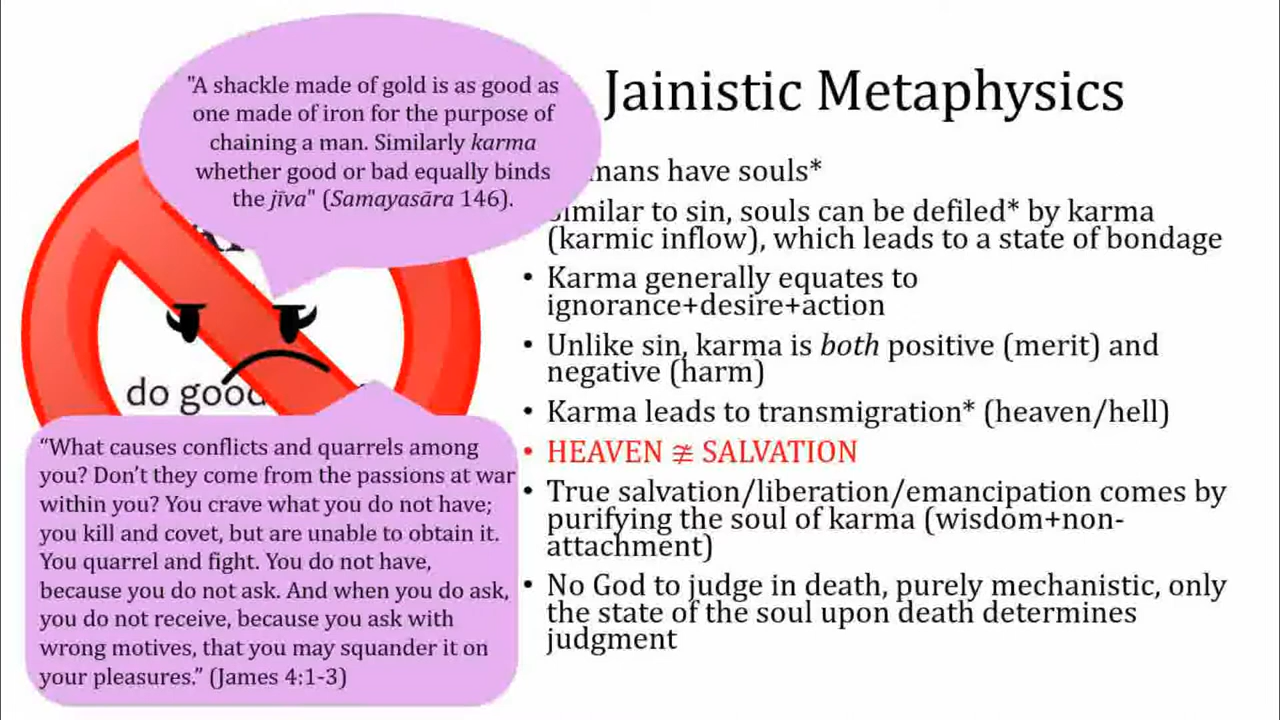 "A shackle made of gold is as good as
one made of iron for the purpose of
chaining a man. Similarly karma
whether good or bad equally binds
the jīva" (Samayasāra 146).
do good
“What causes conflicts and quarrels among
you? Don’t they come from the passions at war
within you? You crave what you do not have;
you kill and covet, but are unable to obtain it.
You quarrel and fight. You do not have,
because you do not ask. And when you do ask,
you do not receive, because you ask with
wrong motives, that you may squander it on
your pleasures.” (James 4:1-3)
Jainistic Metaphysics
mans have souls*
similar to sin, souls can be defiled* by karma
(karmic inflow), which leads to a state of bondage
• Karma generally equates to
ignorance+desire+action
• Unlike sin, karma is both positive (merit) and
negative (harm)
• Karma leads to transmigration* (heaven/hell)
• HEAVEN ≇ SALVATION
• True salvation/liberation/emancipation comes by
purifying the soul of karma (wisdom+non-
attachment)
• No God to judge in death, purely mechanistic, only
the state of the soul upon death determines
judgment